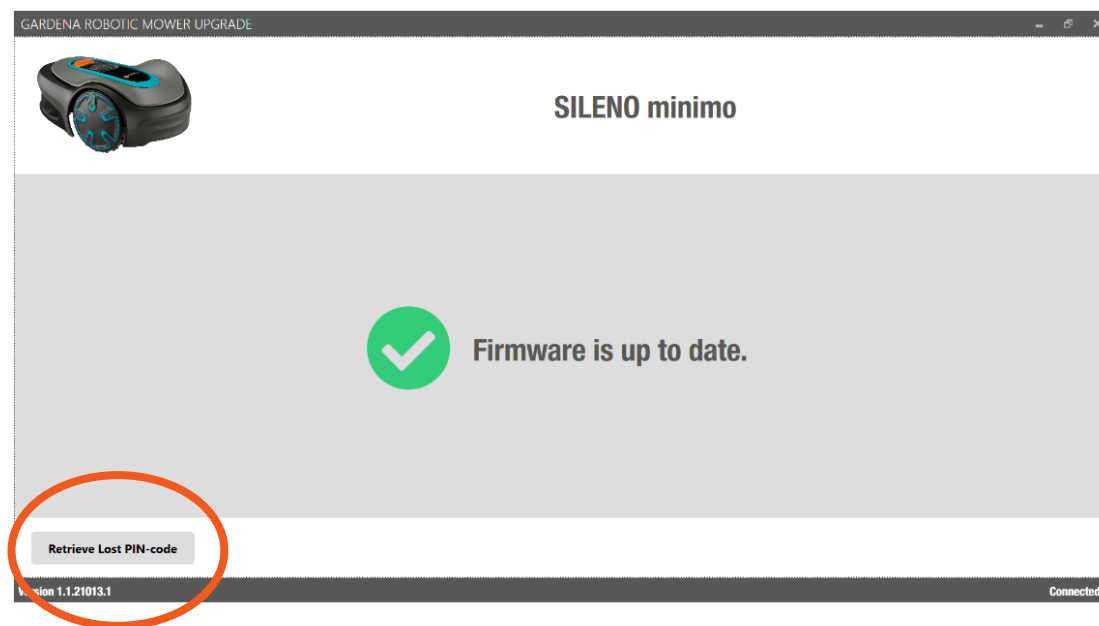 GARDENA ROBOTIC MOWER UPGRADE
SILENO minimo
Firmware is up to date.
Retrieve Lost PIN-code
Version 1.1.21013.1
Connected